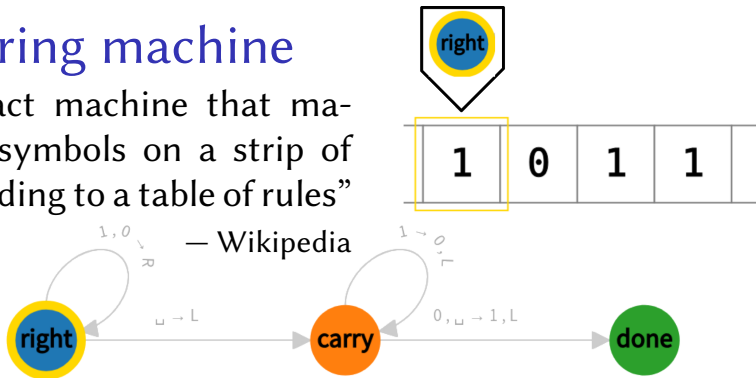 ring machine
act machine that ma-
symbols on a strip of
ding to a table of rules”
— Wikipedia
right
1 0 1 1
1,0→R
␣→L
1→0,L
0,␣→1,L
right
carry
done